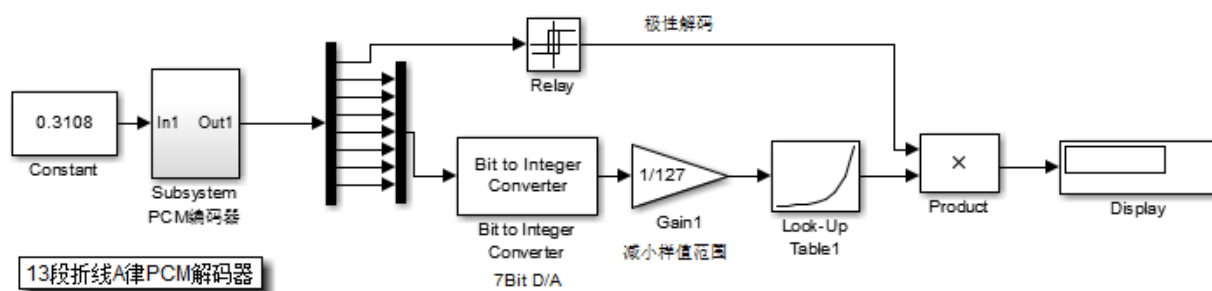 极性解码
Relay
0.3108
Constant
In1 Out1
Subsystem
PCM编码器
Bit to Integer
Converter
Bit to Integer
Converter
7Bit D/A
1/127
Gain1
减小样值范围
Look-Up
Table1
×
Product
Display
13段折线A律PCM解码器